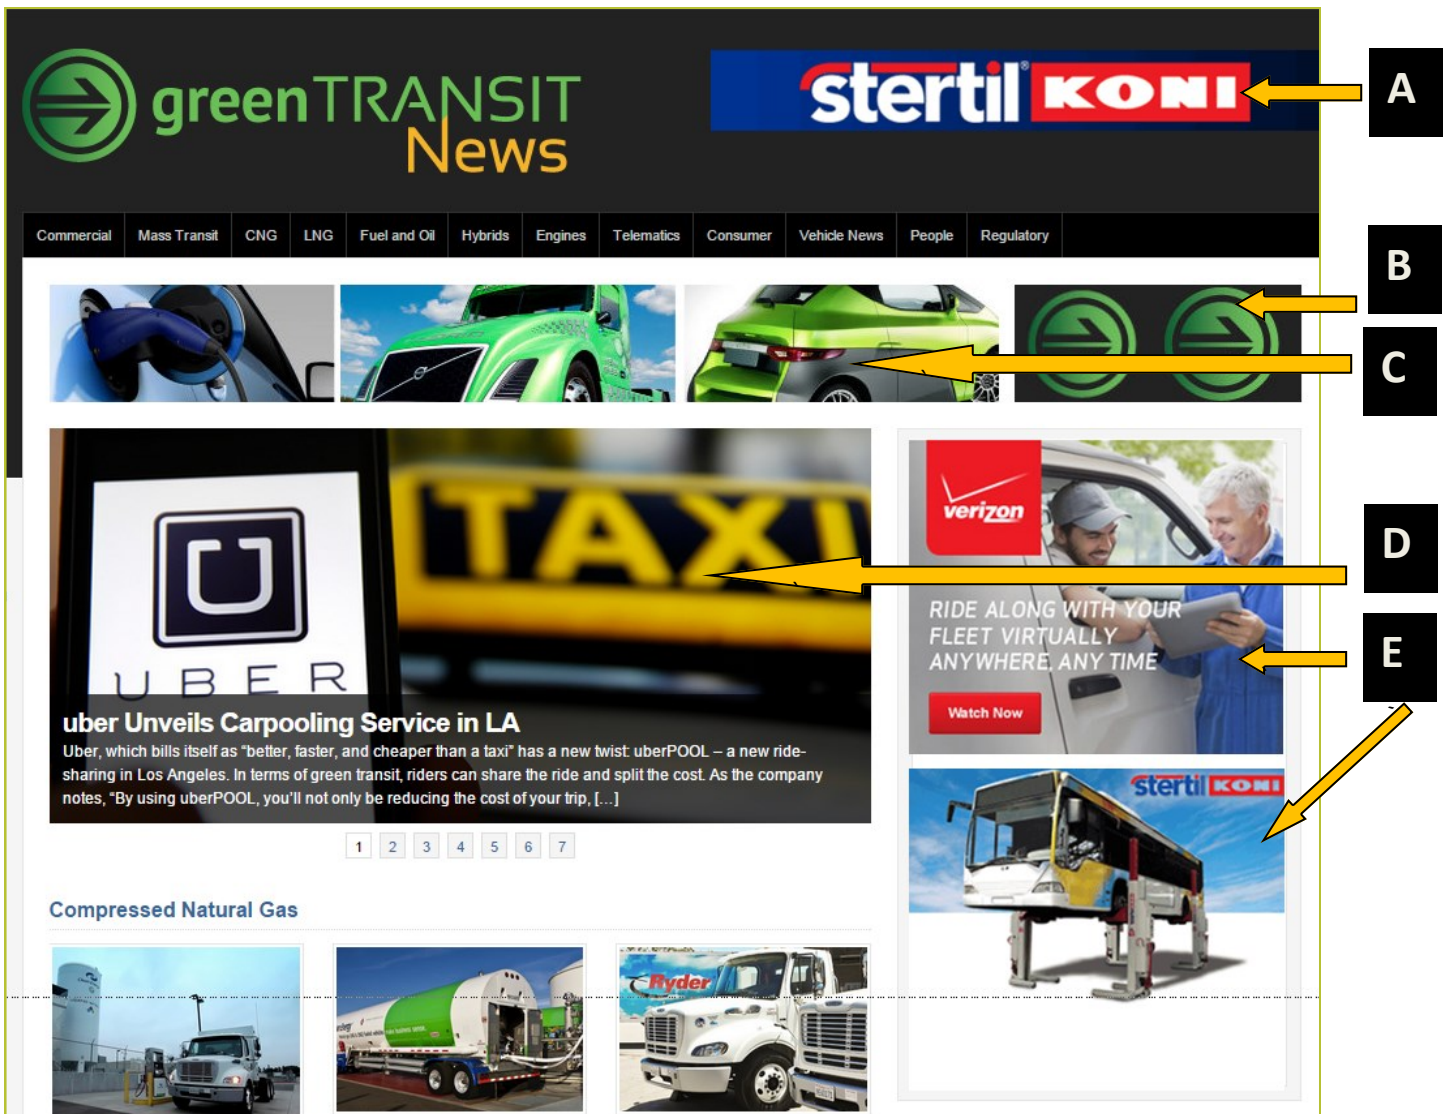 greenTRANSIT
News
stertil® KONI
A
Commercial Mass Transit CNG LNG Fuel and Oil Hybrids Engines Telematics Consumer Vehicle News People Regulatory
B
C
TAXI
U
UBER
uber Unveils Carpooling Service in LA
Uber, which bills itself as “better, faster, and cheaper than a taxi” has a new twist: uberPOOL – a new ride-
sharing in Los Angeles. In terms of green transit, riders can share the ride and split the cost. As the company
notes, “By using uberPOOL, you’ll not only be reducing the cost of your trip, […]
1 2 3 4 5 6 7
verizon
RIDE ALONG WITH YOUR
FLEET VIRTUALLY
ANYWHERE, ANY TIME
Watch Now
D
E
stertil KONI
Compressed Natural Gas
Ryder